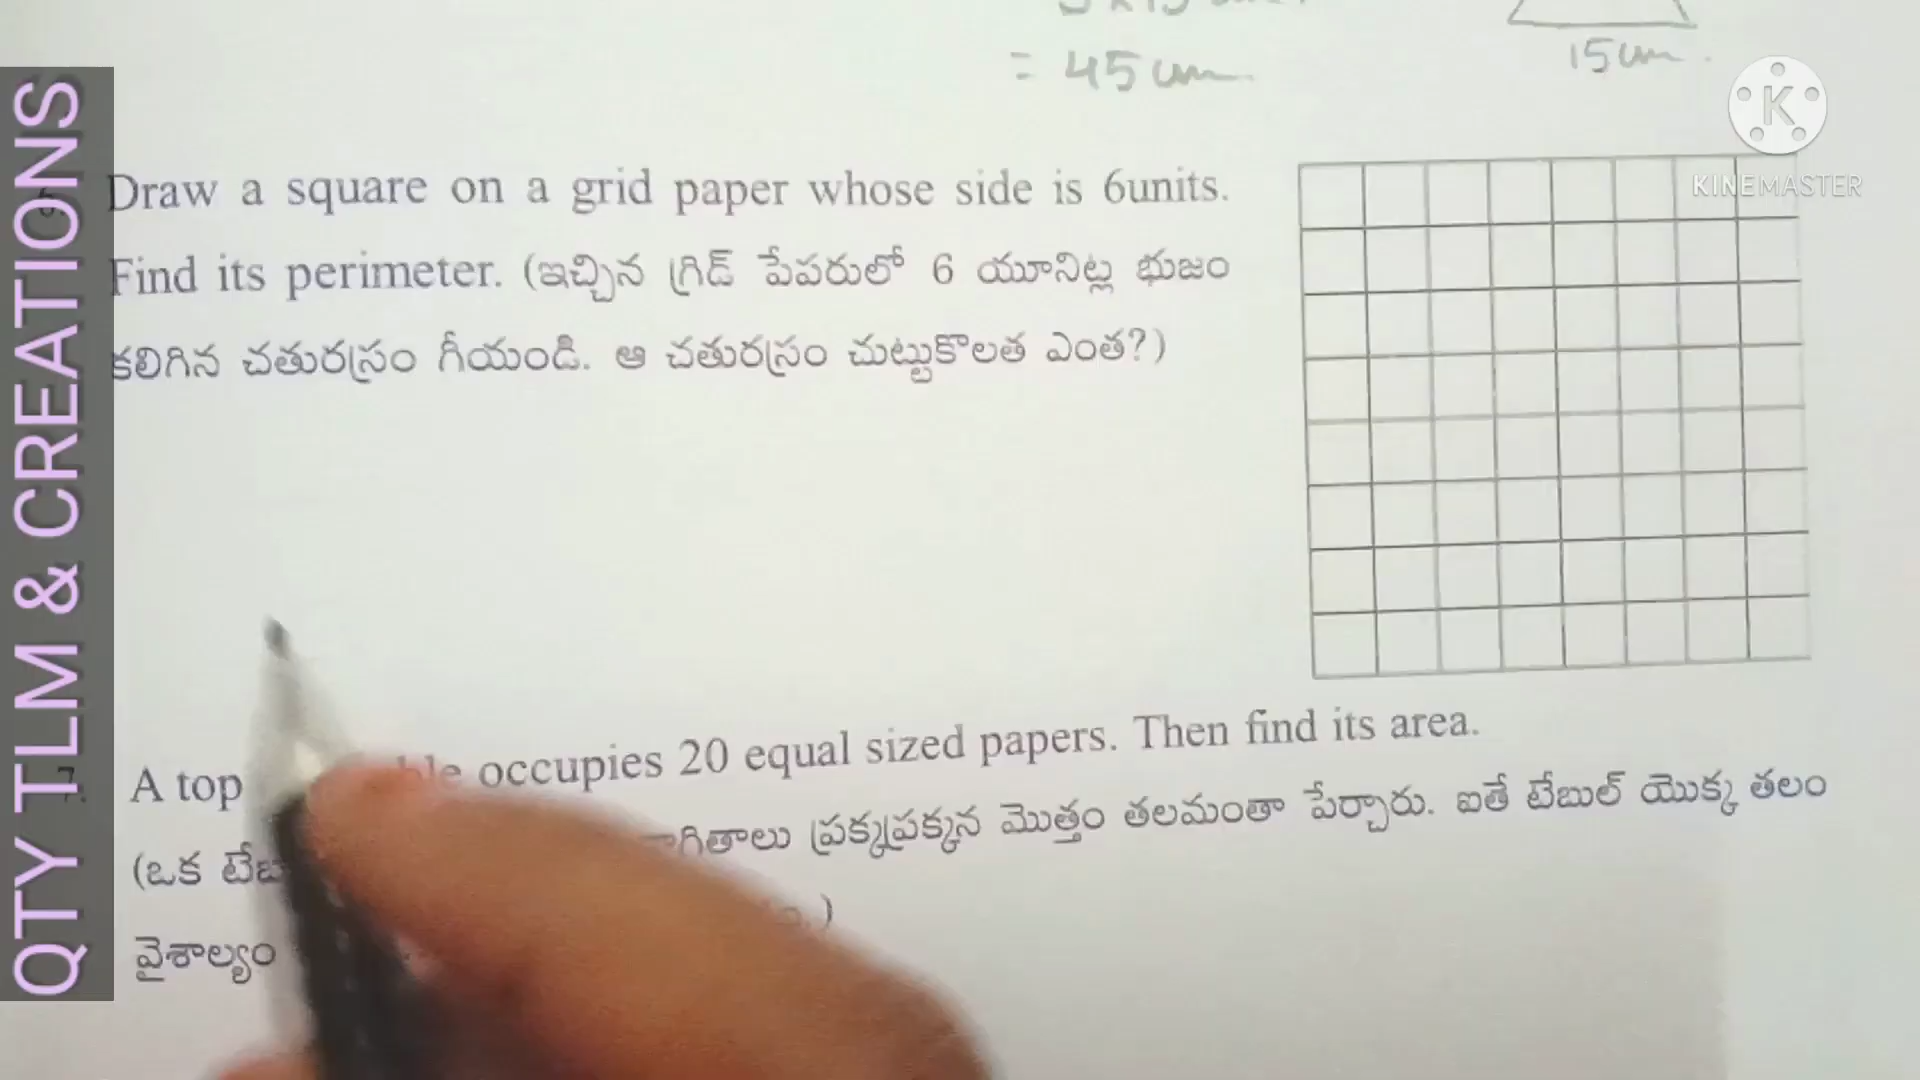 = 45 cm
15 cm.
KINEMASTER
QTY TLM & CREATIONS
Draw a square on a grid paper whose side is 6units.
Find its perimeter. (ఇచ్చిన గ్రిడ్ పేపరులో 6 యూనిట్ల భుజం
కలిగిన చతురస్రం గీయండి. ఆ చతురస్రం చుట్టుకొలత ఎంత?)
7.
A top occupies 20 equal sized papers. Then find its area.
(ఒక ప్రక్కప్రక్కన మొత్తం తలమంతా పేర్చారు. ఐతే టేబుల్ యొక్క తలం
వైశాల్యం